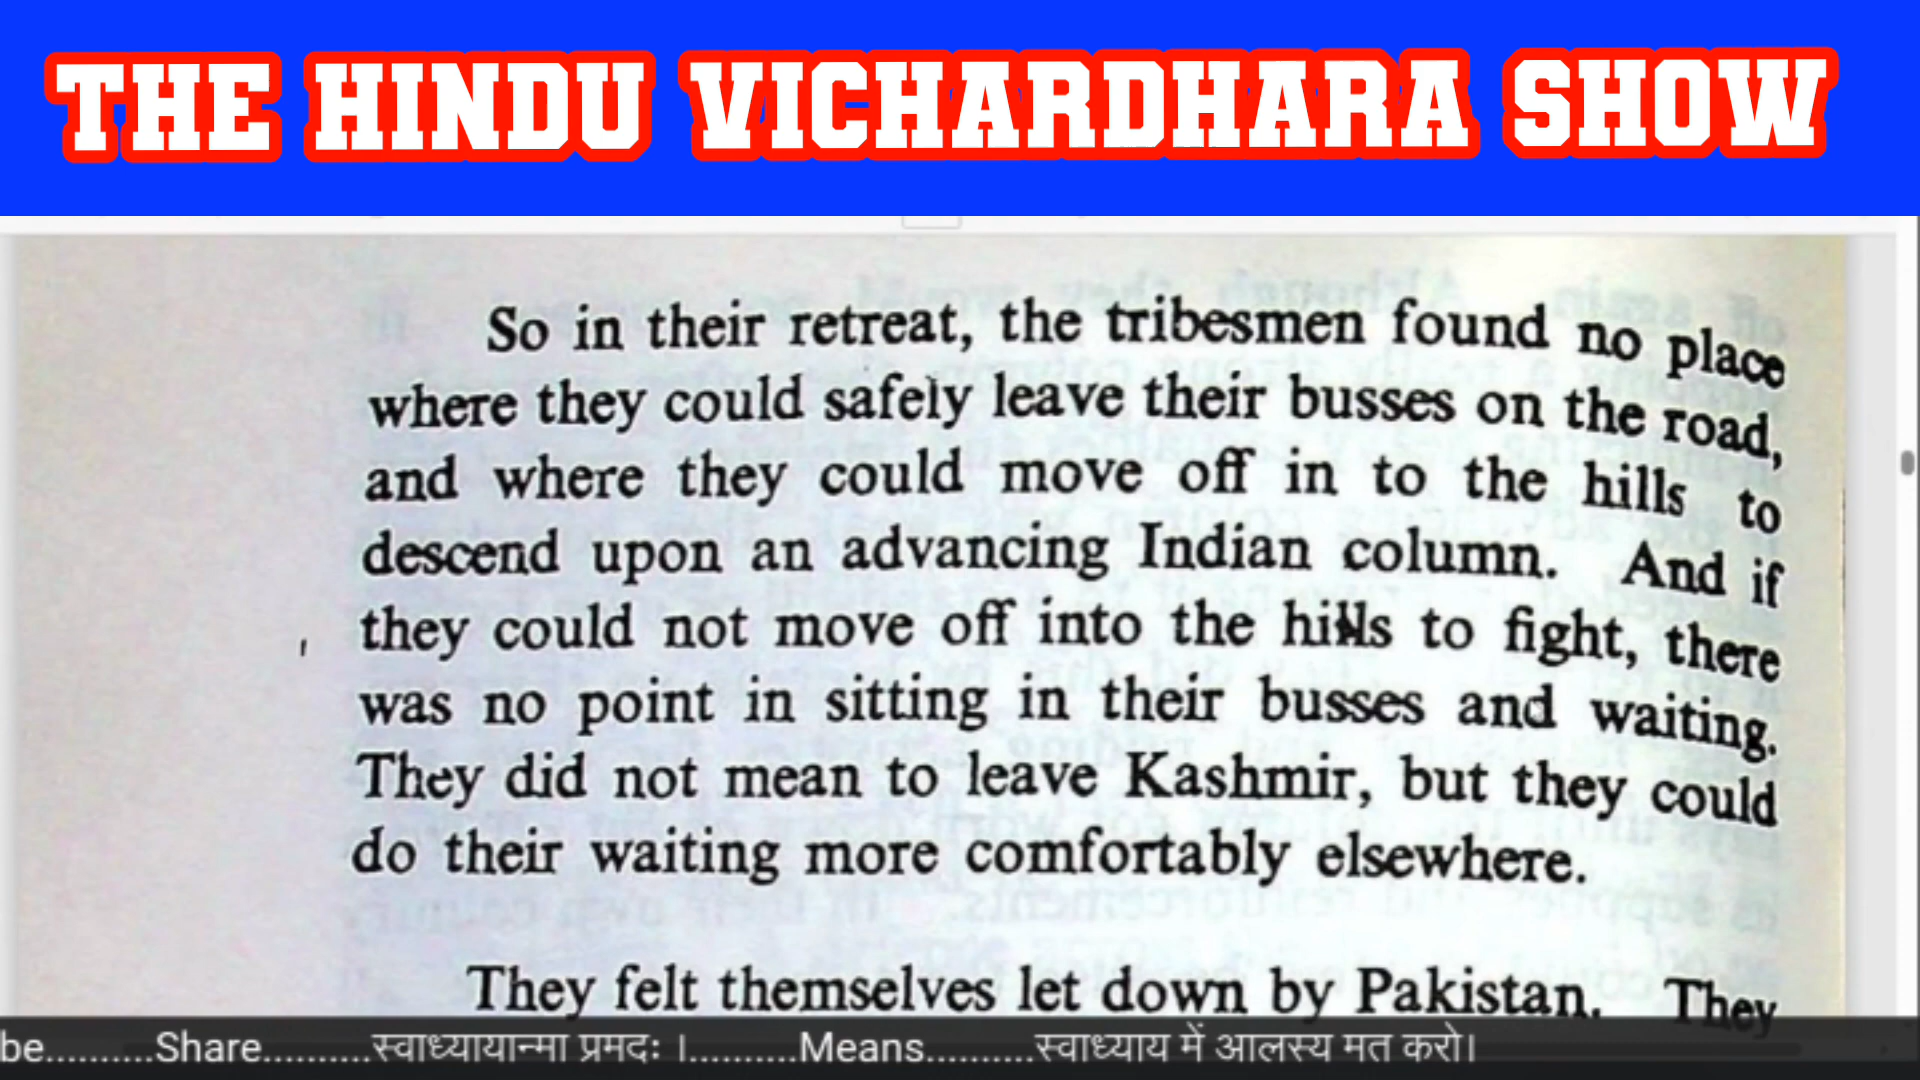 THE HINDU VICHARDHARA SHOW
So in their retreat, the tribesmen found no place
where they could safely leave their busses on the road,
and where they could move off in to the hills to
descend upon an advancing Indian column. And if
they could not move off into the hills to fight, there
was no point in sitting in their busses and waiting.
They did not mean to leave Kashmir, but they could
do their waiting more comfortably elsewhere.
They felt themselves let down by Pakistan. They
be..........Share..........स्वाध्यायान्मा प्रमदः ।..........Means..........स्वाध्याय में आलस्य मत करो।